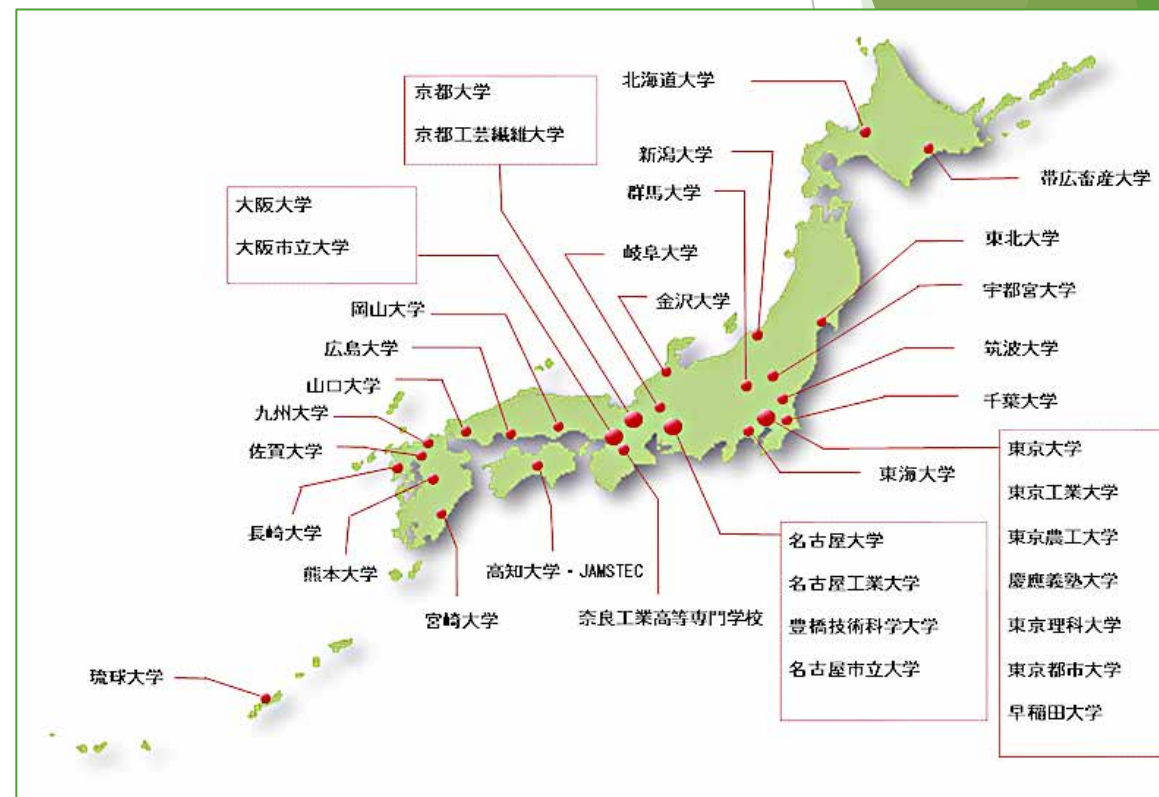 北海道大学
京都大学
京都工芸繊維大学
新潟大学
帯広畜産大学
群馬大学
大阪大学
大阪市立大学
東北大学
岐阜大学
宇都宮大学
金沢大学
岡山大学
広島大学
筑波大学
山口大学
千葉大学
九州大学
佐賀大学
東海大学
東京大学
東京工業大学
東京農工大学
慶應義塾大学
東京理科大学
東京都市大学
早稲田大学
長崎大学
名古屋大学
名古屋工業大学
豊橋技術科学大学
名古屋市立大学
熊本大学
高知大学・JAMSTEC
宮崎大学
奈良工業高等専門学校
琉球大学